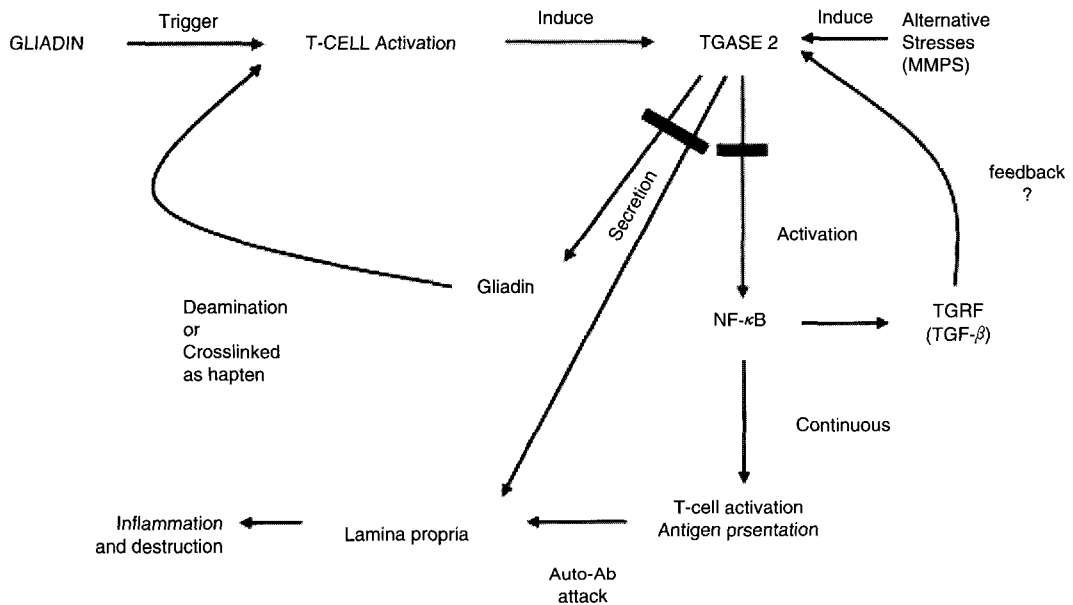 Trigger
Induce
Induce
GLIADIN
T-CELL Activation
TGASE 2
Alternative
Stresses
(MMPS)
feedback
?
Secretion
Activation
Gliadin
Deamination
or
Crosslinked
as hapten
NF-κB
TGRF
(TGF-β)
Continuous
T-cell activation
Antigen prsentation
Lamina propria
Inflammation
and destruction
Auto-Ab
attack